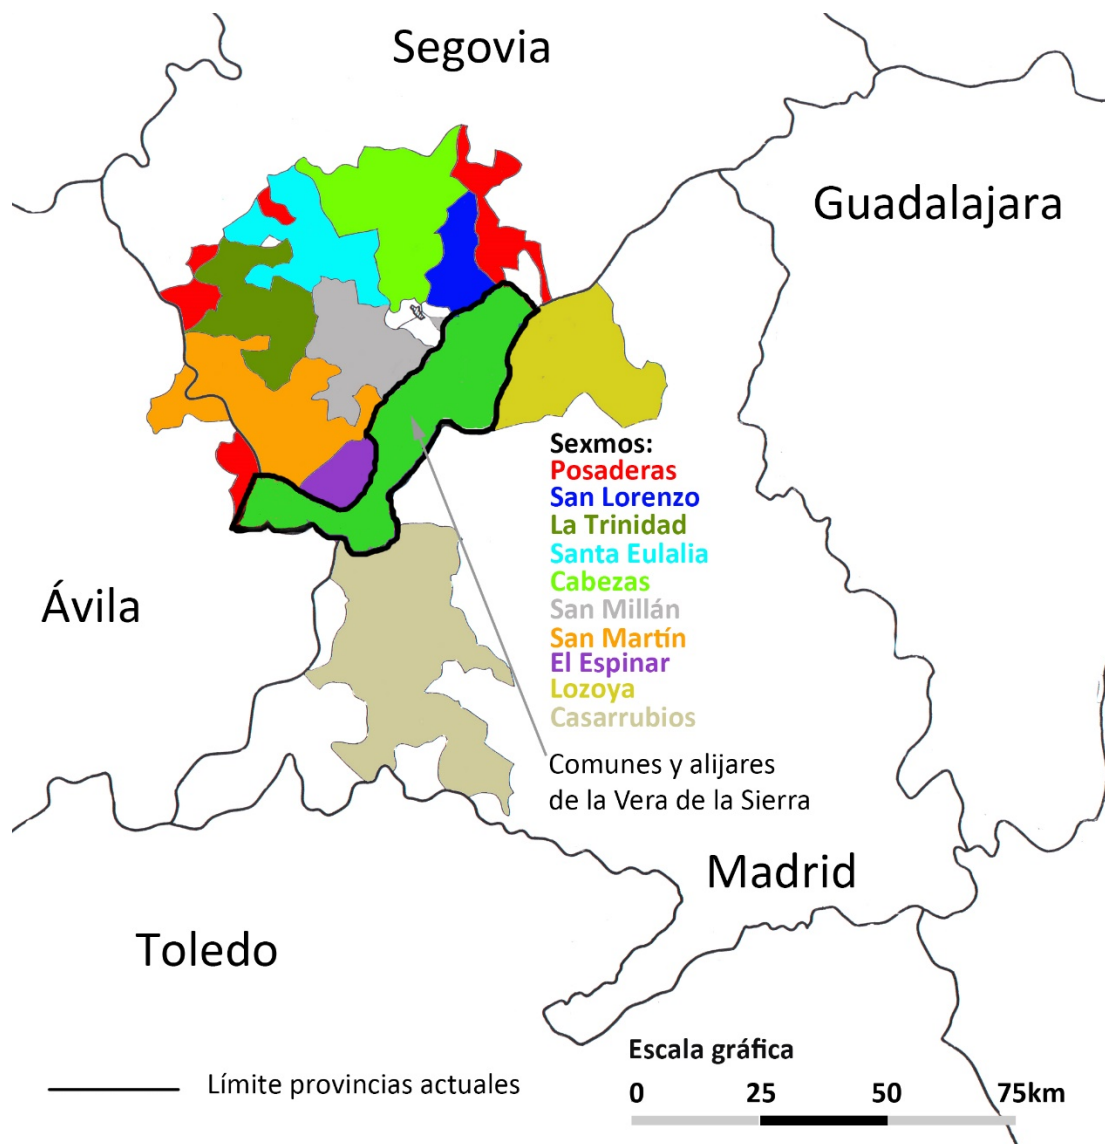 Segovia
Guadalajara
Sexmos:
Posaderas
San Lorenzo
La Trinidad
Santa Eulalia
Cabezas
San Millán
San Martín
El Espinar
Lozoya
Casarrubios
Ávila
Comunes y alijares
de la Vera de la Sierra
Madrid
Toledo
Escala gráfica
0 25 50 75km
Límite provincias actuales